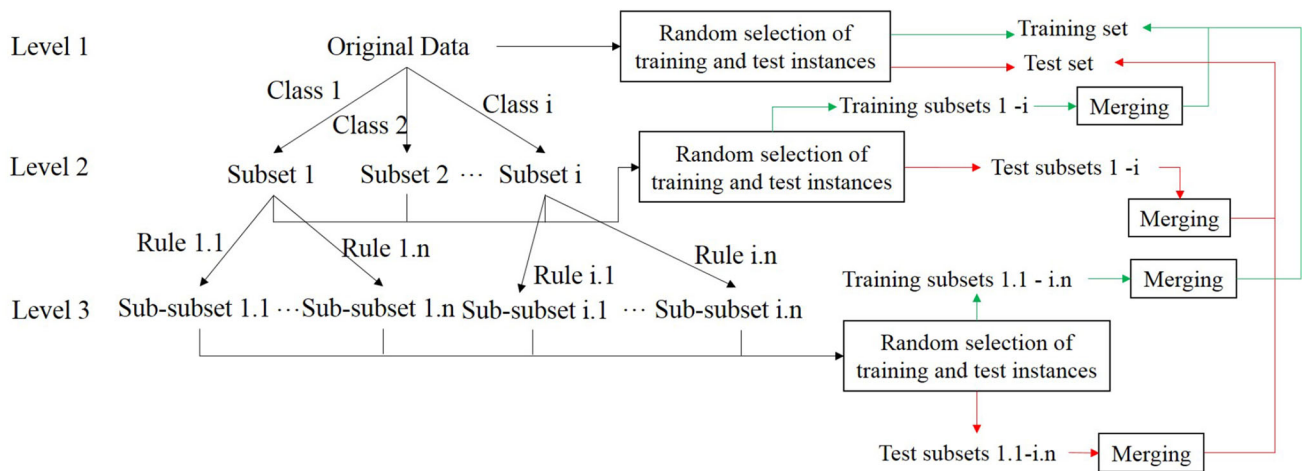 Level 1
Original Data
Random selection of
training and test instances
Training set
Test set
Class 1
Class 2
Class i
Training subsets 1 -i
Merging
Level 2
Subset 1
Subset 2
···
Subset i
Random selection of
training and test instances
Test subsets 1 -i
Merging
Rule 1.1
Rule 1.n
Rule i.1
Rule i.n
Training subsets 1.1 - i.n
Merging
Level 3
Sub-subset 1.1 ···Sub-subset 1.n
Sub-subset i.1 ··· Sub-subset i.n
Random selection of
training and test instances
Test subsets 1.1-i.n
Merging